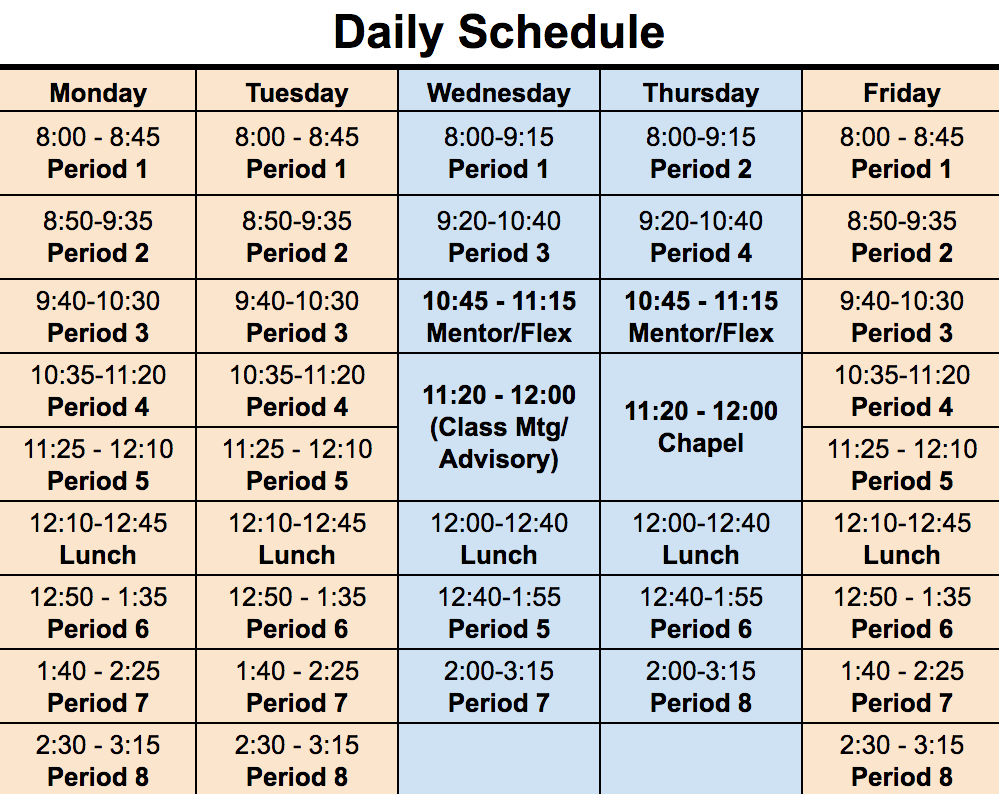 Daily Schedule
Monday Tuesday Wednesday Thursday Friday
8:00 - 8:45 8:00 - 8:45 8:00-9:15 8:00-9:15 8:00 - 8:45
Period 1 Period 1 Period 1 Period 2 Period 1
8:50-9:35 8:50-9:35 9:20-10:40 9:20-10:40 8:50-9:35
Period 2 Period 2 Period 3 Period 4 Period 2
9:40-10:30 9:40-10:30 10:45 - 11:15 10:45 - 11:15 9:40-10:30
Period 3 Period 3 Mentor/Flex Mentor/Flex Period 3
10:35-11:20 10:35-11:20 11:20 - 12:00 11:20 - 12:00 10:35-11:20
Period 4 Period 4 (Class Mtg/ Chapel Period 4
11:25 - 12:10 11:25 - 12:10 Advisory) 11:25 - 12:10
Period 5 Period 5 Period 5
12:10-12:45 12:10-12:45 12:00-12:40 12:00-12:40 12:10-12:45
Lunch Lunch Lunch Lunch Lunch
12:50 - 1:35 12:50 - 1:35 12:40-1:55 12:40-1:55 12:50 - 1:35
Period 6 Period 6 Period 5 Period 6 Period 6
1:40 - 2:25 1:40 - 2:25 2:00-3:15 2:00-3:15 1:40 - 2:25
Period 7 Period 7 Period 7 Period 8 Period 7
2:30 - 3:15 2:30 - 3:15 2:30 - 3:15
Period 8 Period 8 Period 8